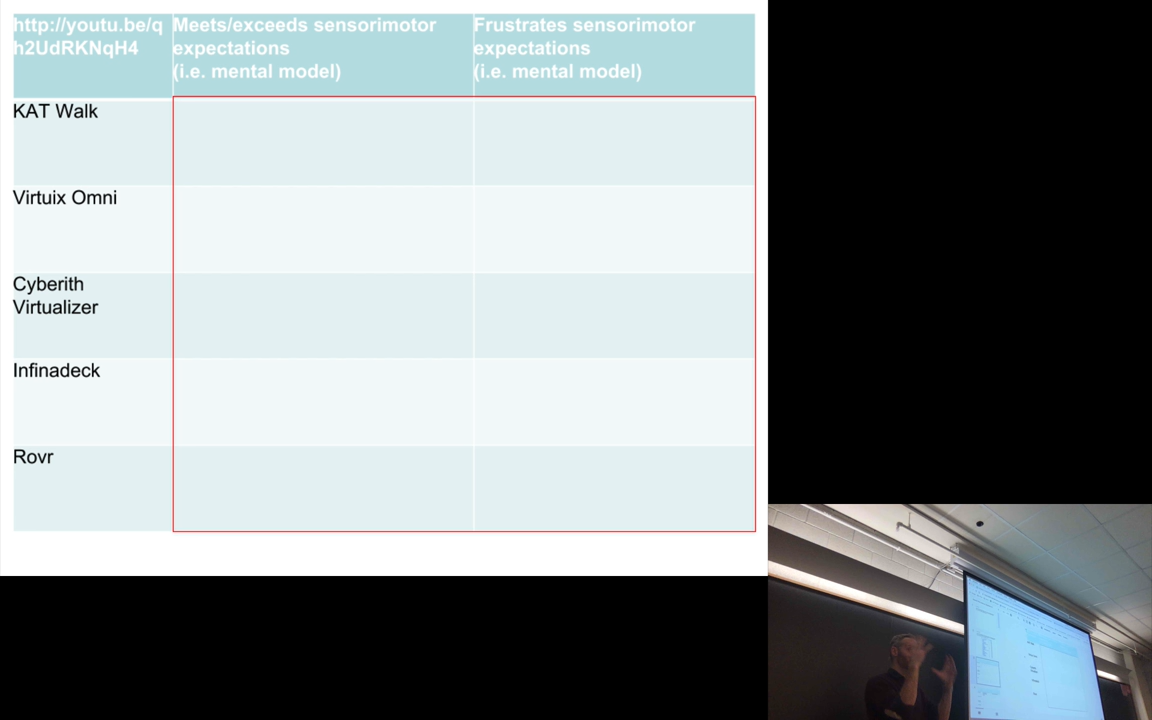 http://youtu.be/q
h2UdRKNqH4
Meets/exceeds sensorimotor
expectations
(i.e. mental model)
Frustrates sensorimotor
expectations
(i.e. mental model)
KAT Walk
Virtuix Omni
Cyberith
Virtualizer
Infinadeck
Rovr